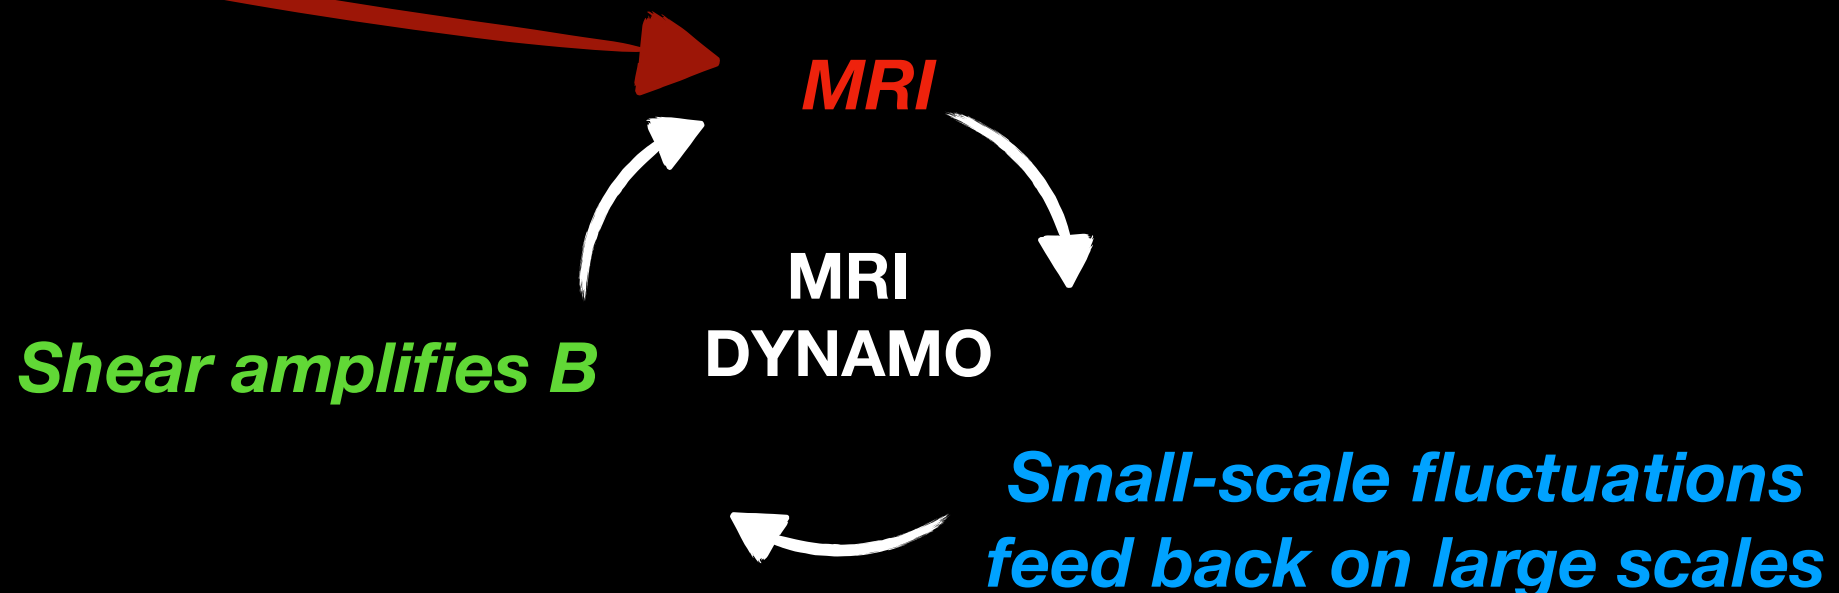 MRI
MRI
DYNAMO
Shear amplifies B
Small-scale fluctuations
feed back on large scales